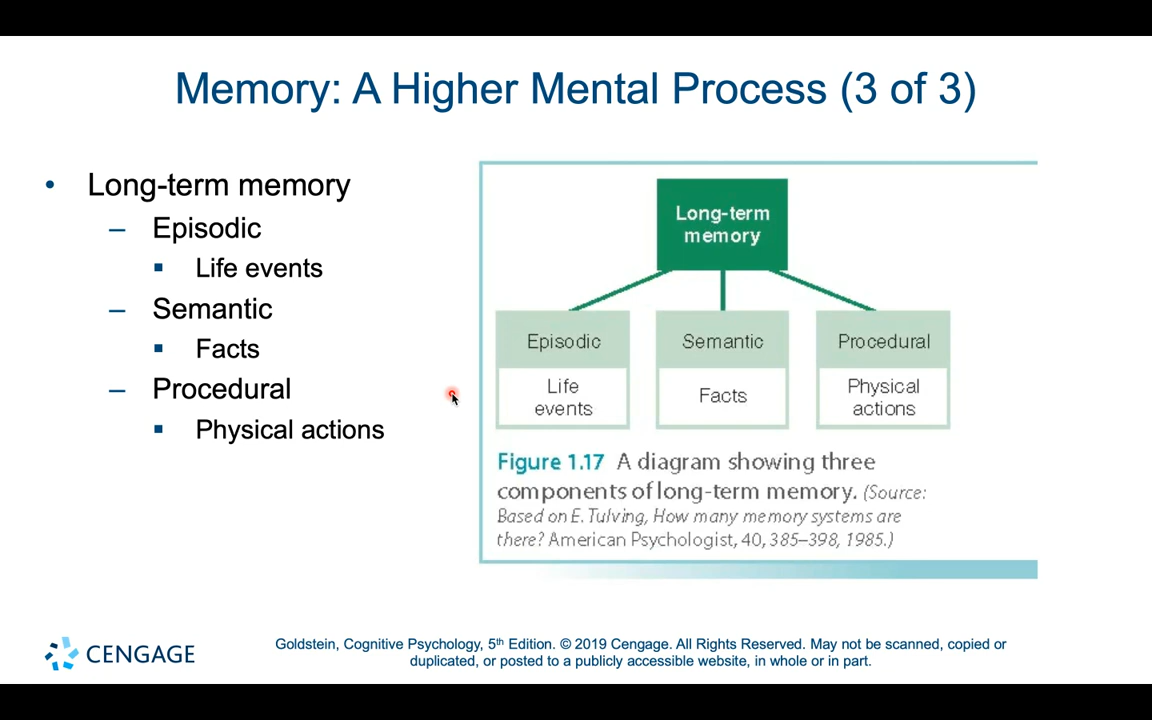 Memory: A Higher Mental Process (3 of 3)
• Long-term memory
– Episodic
▪ Life events
– Semantic
▪ Facts
– Procedural
▪ Physical actions
Long-term
memory
Episodic
Life
events
Semantic
Facts
Procedural
Physical
actions
Figure 1.17 A diagram showing three
components of long-term memory. (Source:
Based on E. Tulving, How many memory systems are
there? American Psychologist, 40, 385–398, 1985.)
CENGAGE
Goldstein, Cognitive Psychology, 5th Edition. © 2019 Cengage. All Rights Reserved. May not be scanned, copied or
duplicated, or posted to a publicly accessible website, in whole or in part.